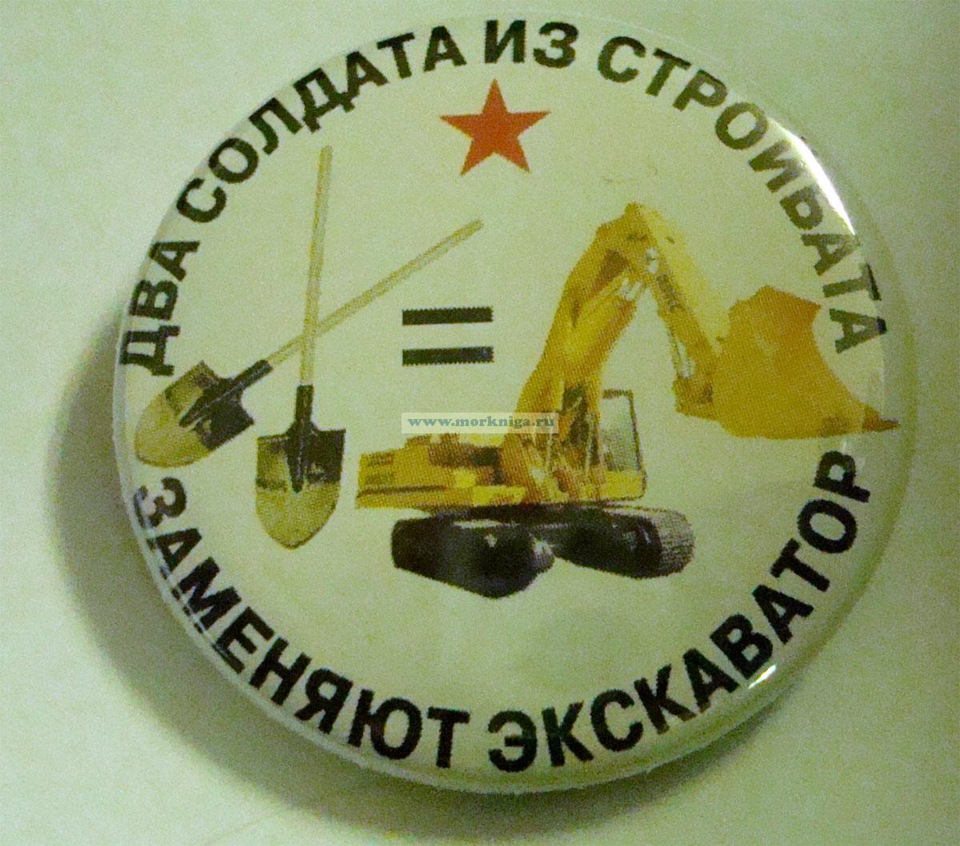 ДВА СОЛДАТА ИЗ СТРОЙБАТА
www.morkniga.ru
ЗАМЕНЯЮТ ЭКСКАВАТОР